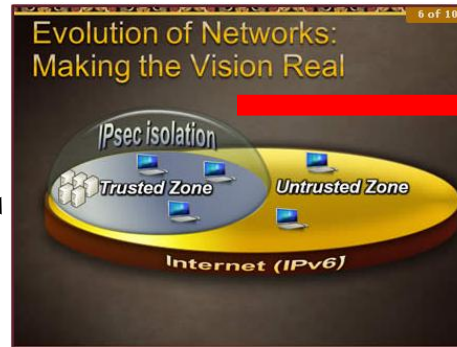 6 of 10
Evolution of Networks:
Making the Vision Real
IPsec isolation
Trusted Zone
Untrusted Zone
Internet (IPv6)